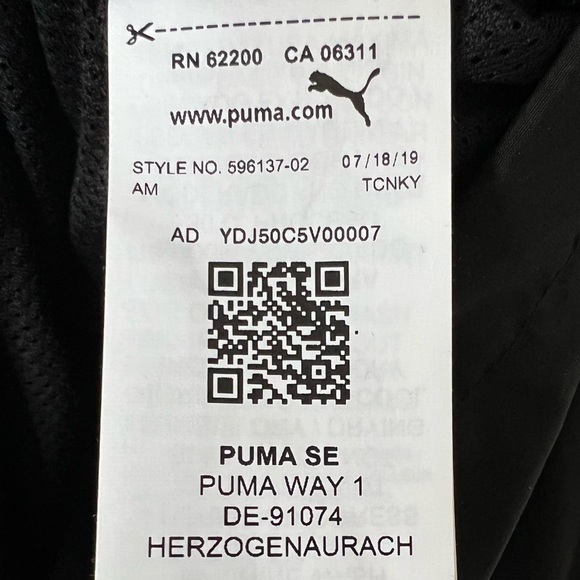 RN 62200 CA 06311
www.puma.com
STYLE NO. 596137-02 07/18/19
AM TCNKY
AD YDJ50C5V00007
PUMA SE
PUMA WAY 1
DE-91074
HERZOGENAURACH